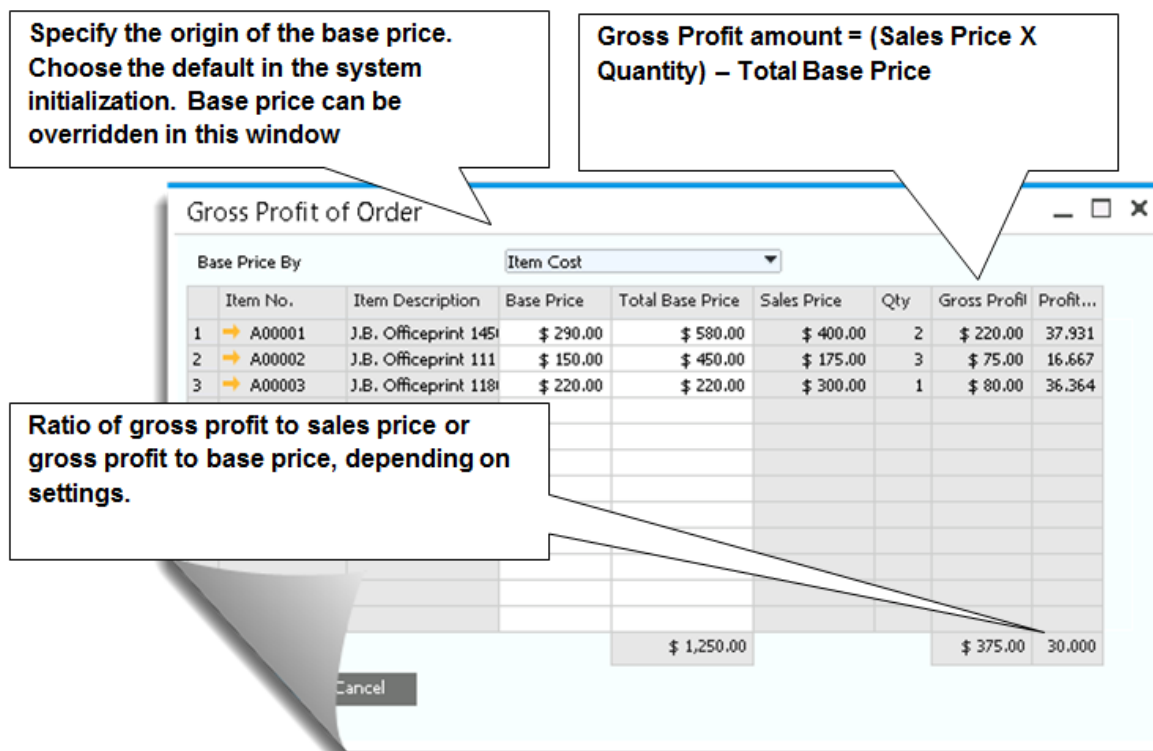 Specify the origin of the base price.
Choose the default in the system
initialization. Base price can be
overridden in this window
Gross Profit amount = (Sales Price X
Quantity) – Total Base Price
Gross Profit of Order
Base Price By Item Cost
Item No. Item Description Base Price Total Base Price Sales Price Qty Gross Profit Profit...
1 A00001 J.B. Officeprint 145 $ 290.00 $ 580.00 $ 400.00 2 $ 220.00 37.931
2 A00002 J.B. Officeprint 111 $ 150.00 $ 450.00 $ 175.00 3 $ 75.00 16.667
3 A00003 J.B. Officeprint 118 $ 220.00 $ 220.00 $ 300.00 1 $ 80.00 36.364
Ratio of gross profit to sales price or
gross profit to base price, depending on
settings.
$ 1,250.00 $ 375.00 30.000
Cancel